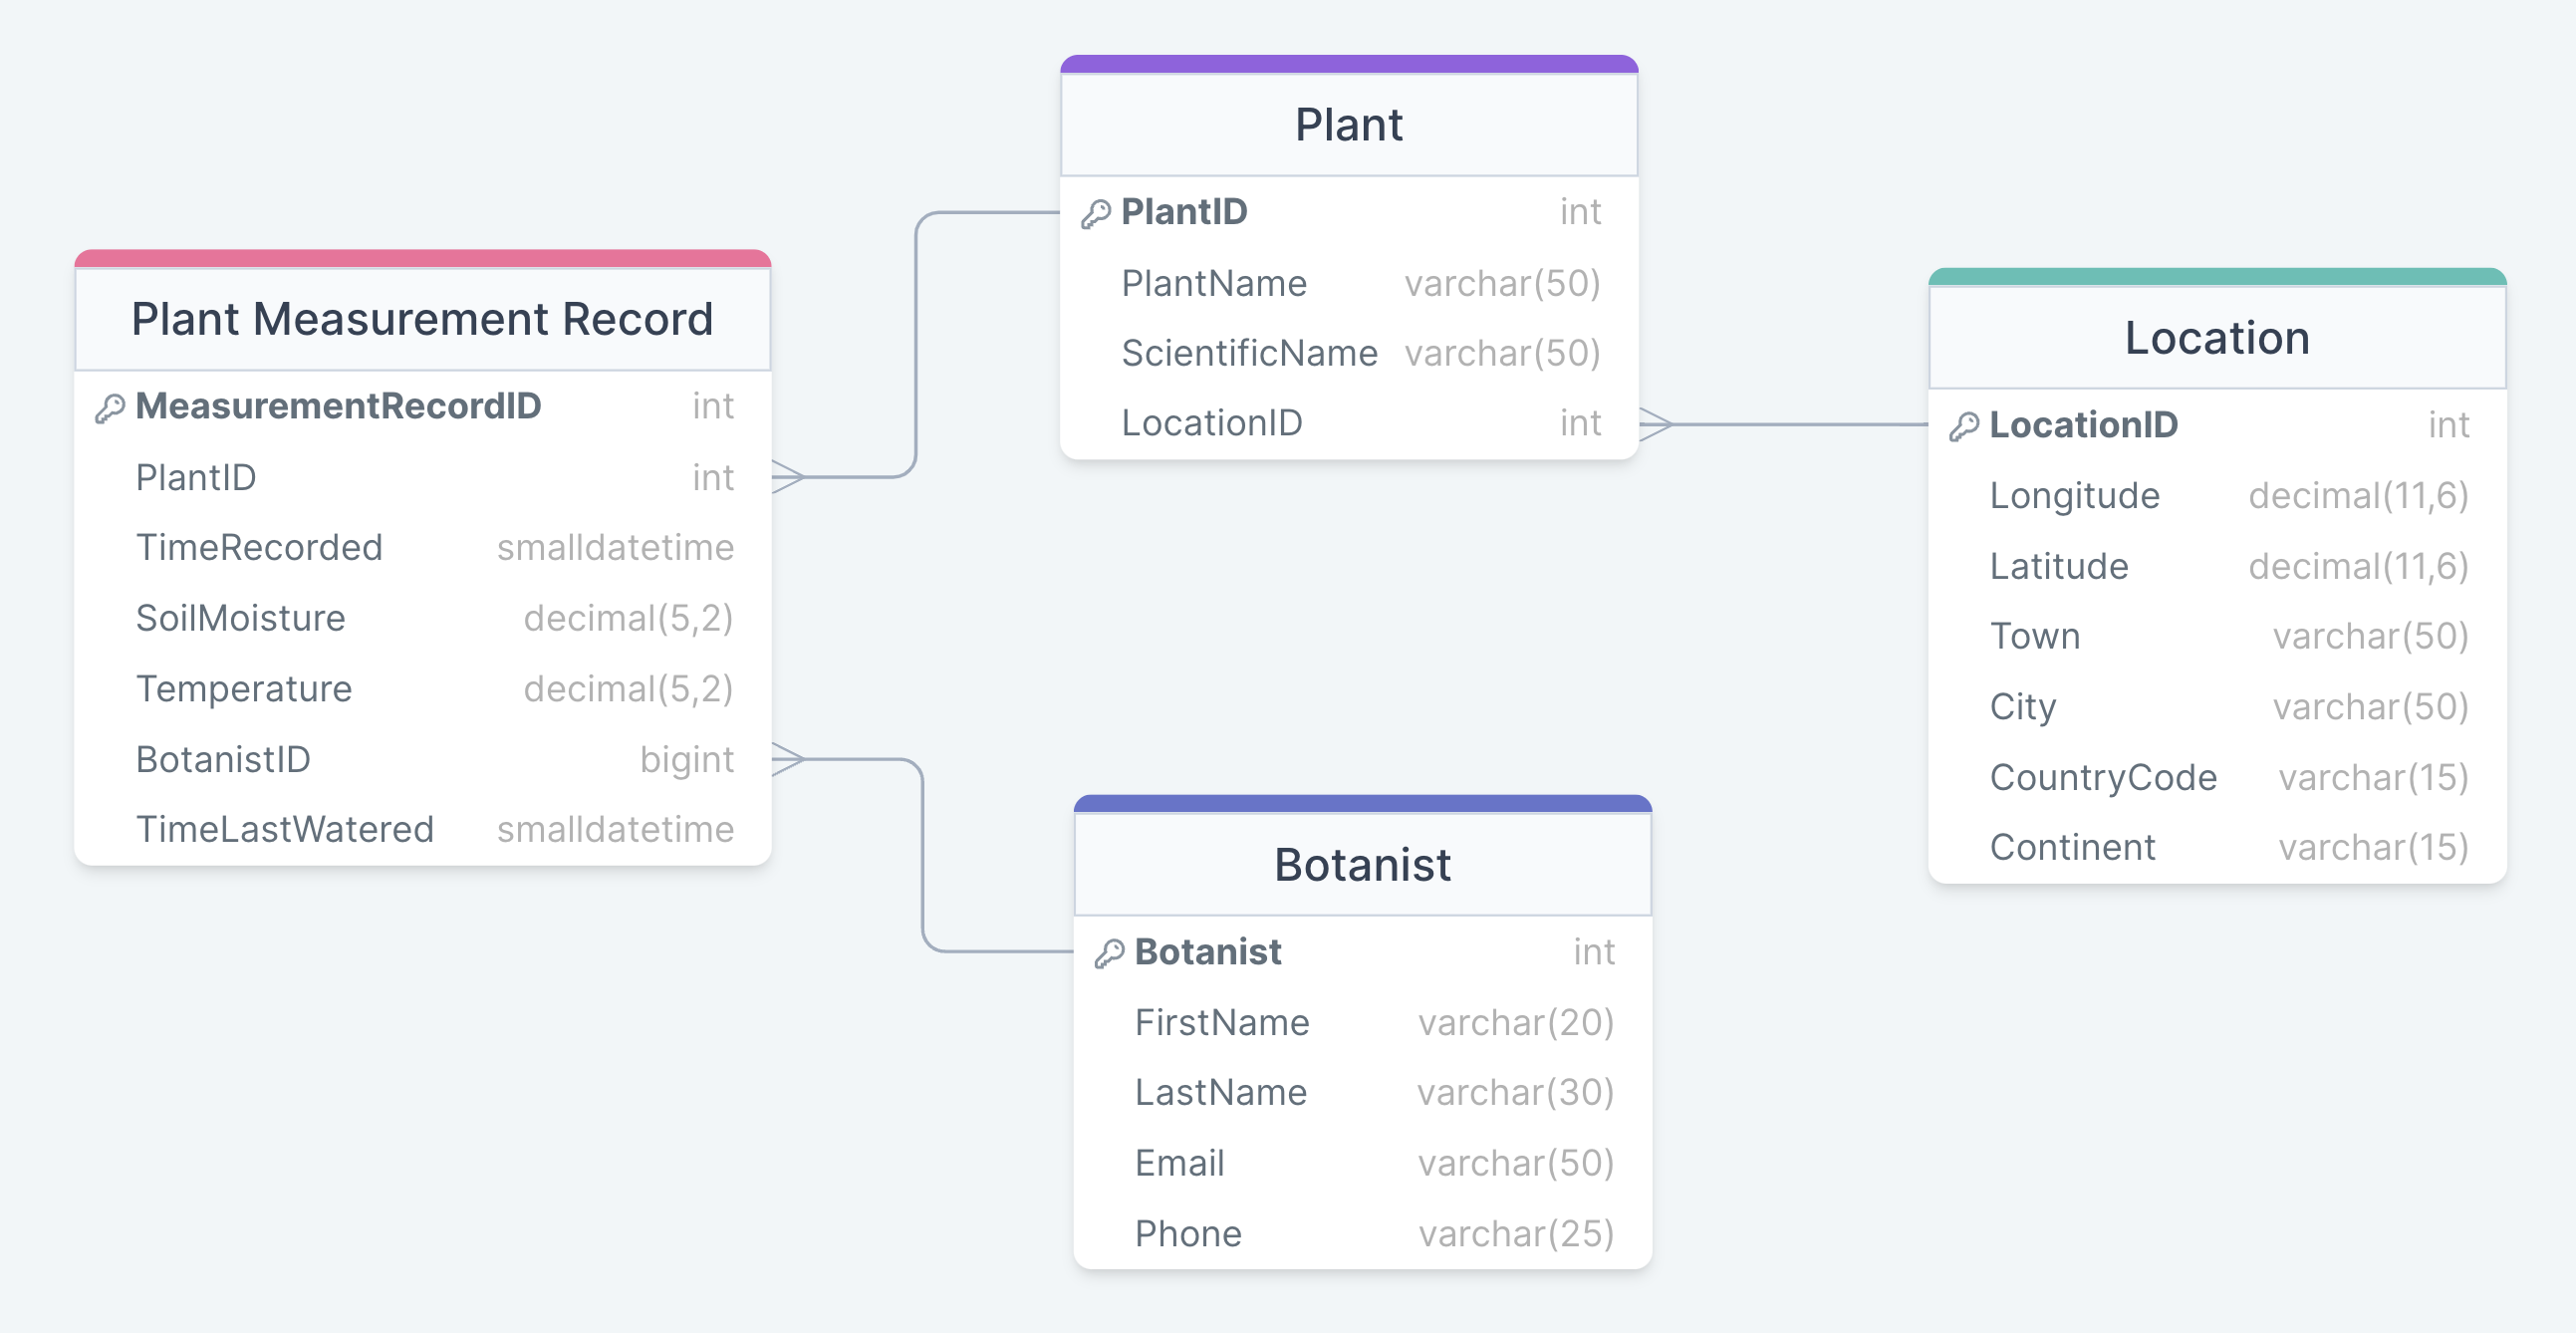 Plant Measurement Record
MeasurementRecordID int
PlantID int
TimeRecorded smalldatetime
SoilMoisture decimal(5,2)
Temperature decimal(5,2)
BotanistID bigint
TimeLastWatered smalldatetime
Plant
PlantID int
PlantName varchar(50)
ScientificName varchar(50)
LocationID int
Botanist
Botanist int
FirstName varchar(20)
LastName varchar(30)
Email varchar(50)
Phone varchar(25)
Location
LocationID int
Longitude decimal(11,6)
Latitude decimal(11,6)
Town varchar(50)
City varchar(50)
CountryCode varchar(15)
Continent varchar(15)